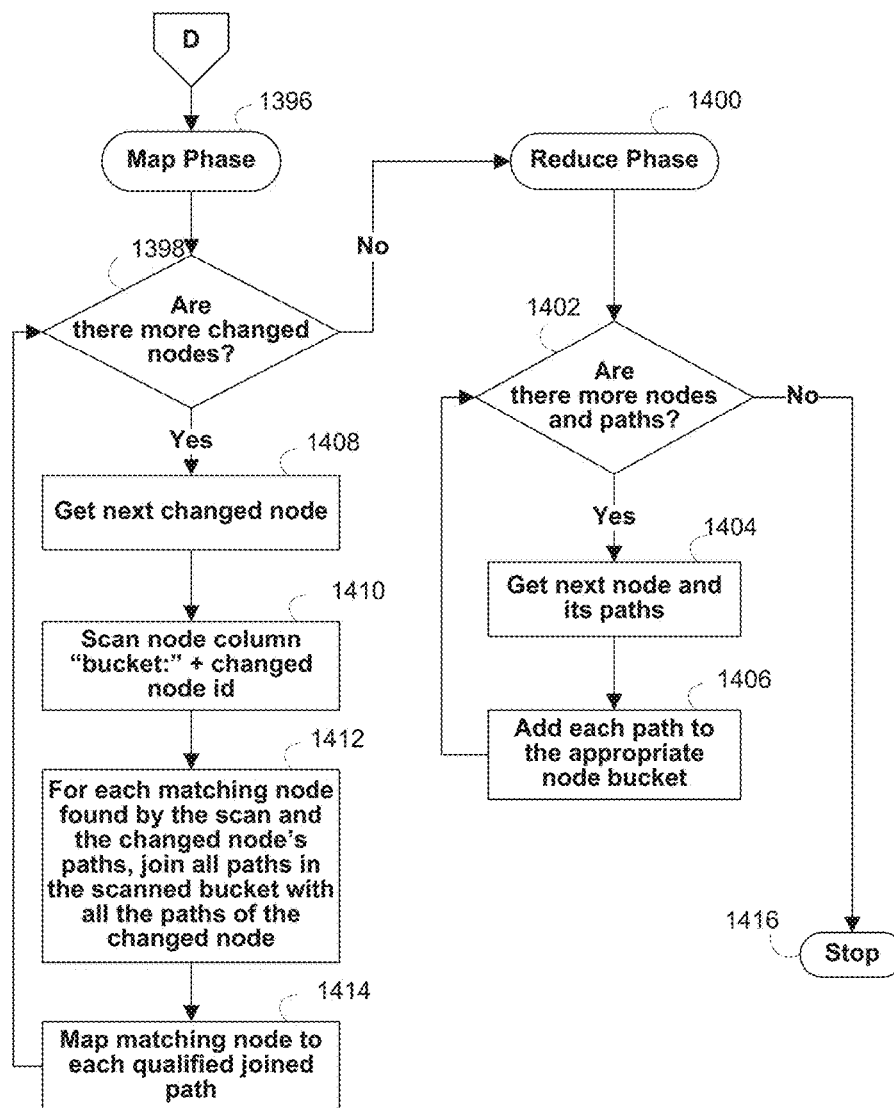 D
1396
Map Phase
1398
Are
there more changed
nodes?
No
Yes
1408
Get next changed node
1410
Scan node column
“bucket:” + changed
node id
1412
For each matching node
found by the scan and
the changed node’s
paths, join all paths in
the scanned bucket with
all the paths of the
changed node
1414
Map matching node to
each qualified joined
path
1400
Reduce Phase
1402
Are
there more nodes
and paths?
No
Yes
1404
Get next node and
its paths
1406
Add each path to
the appropriate
node bucket
1416
Stop